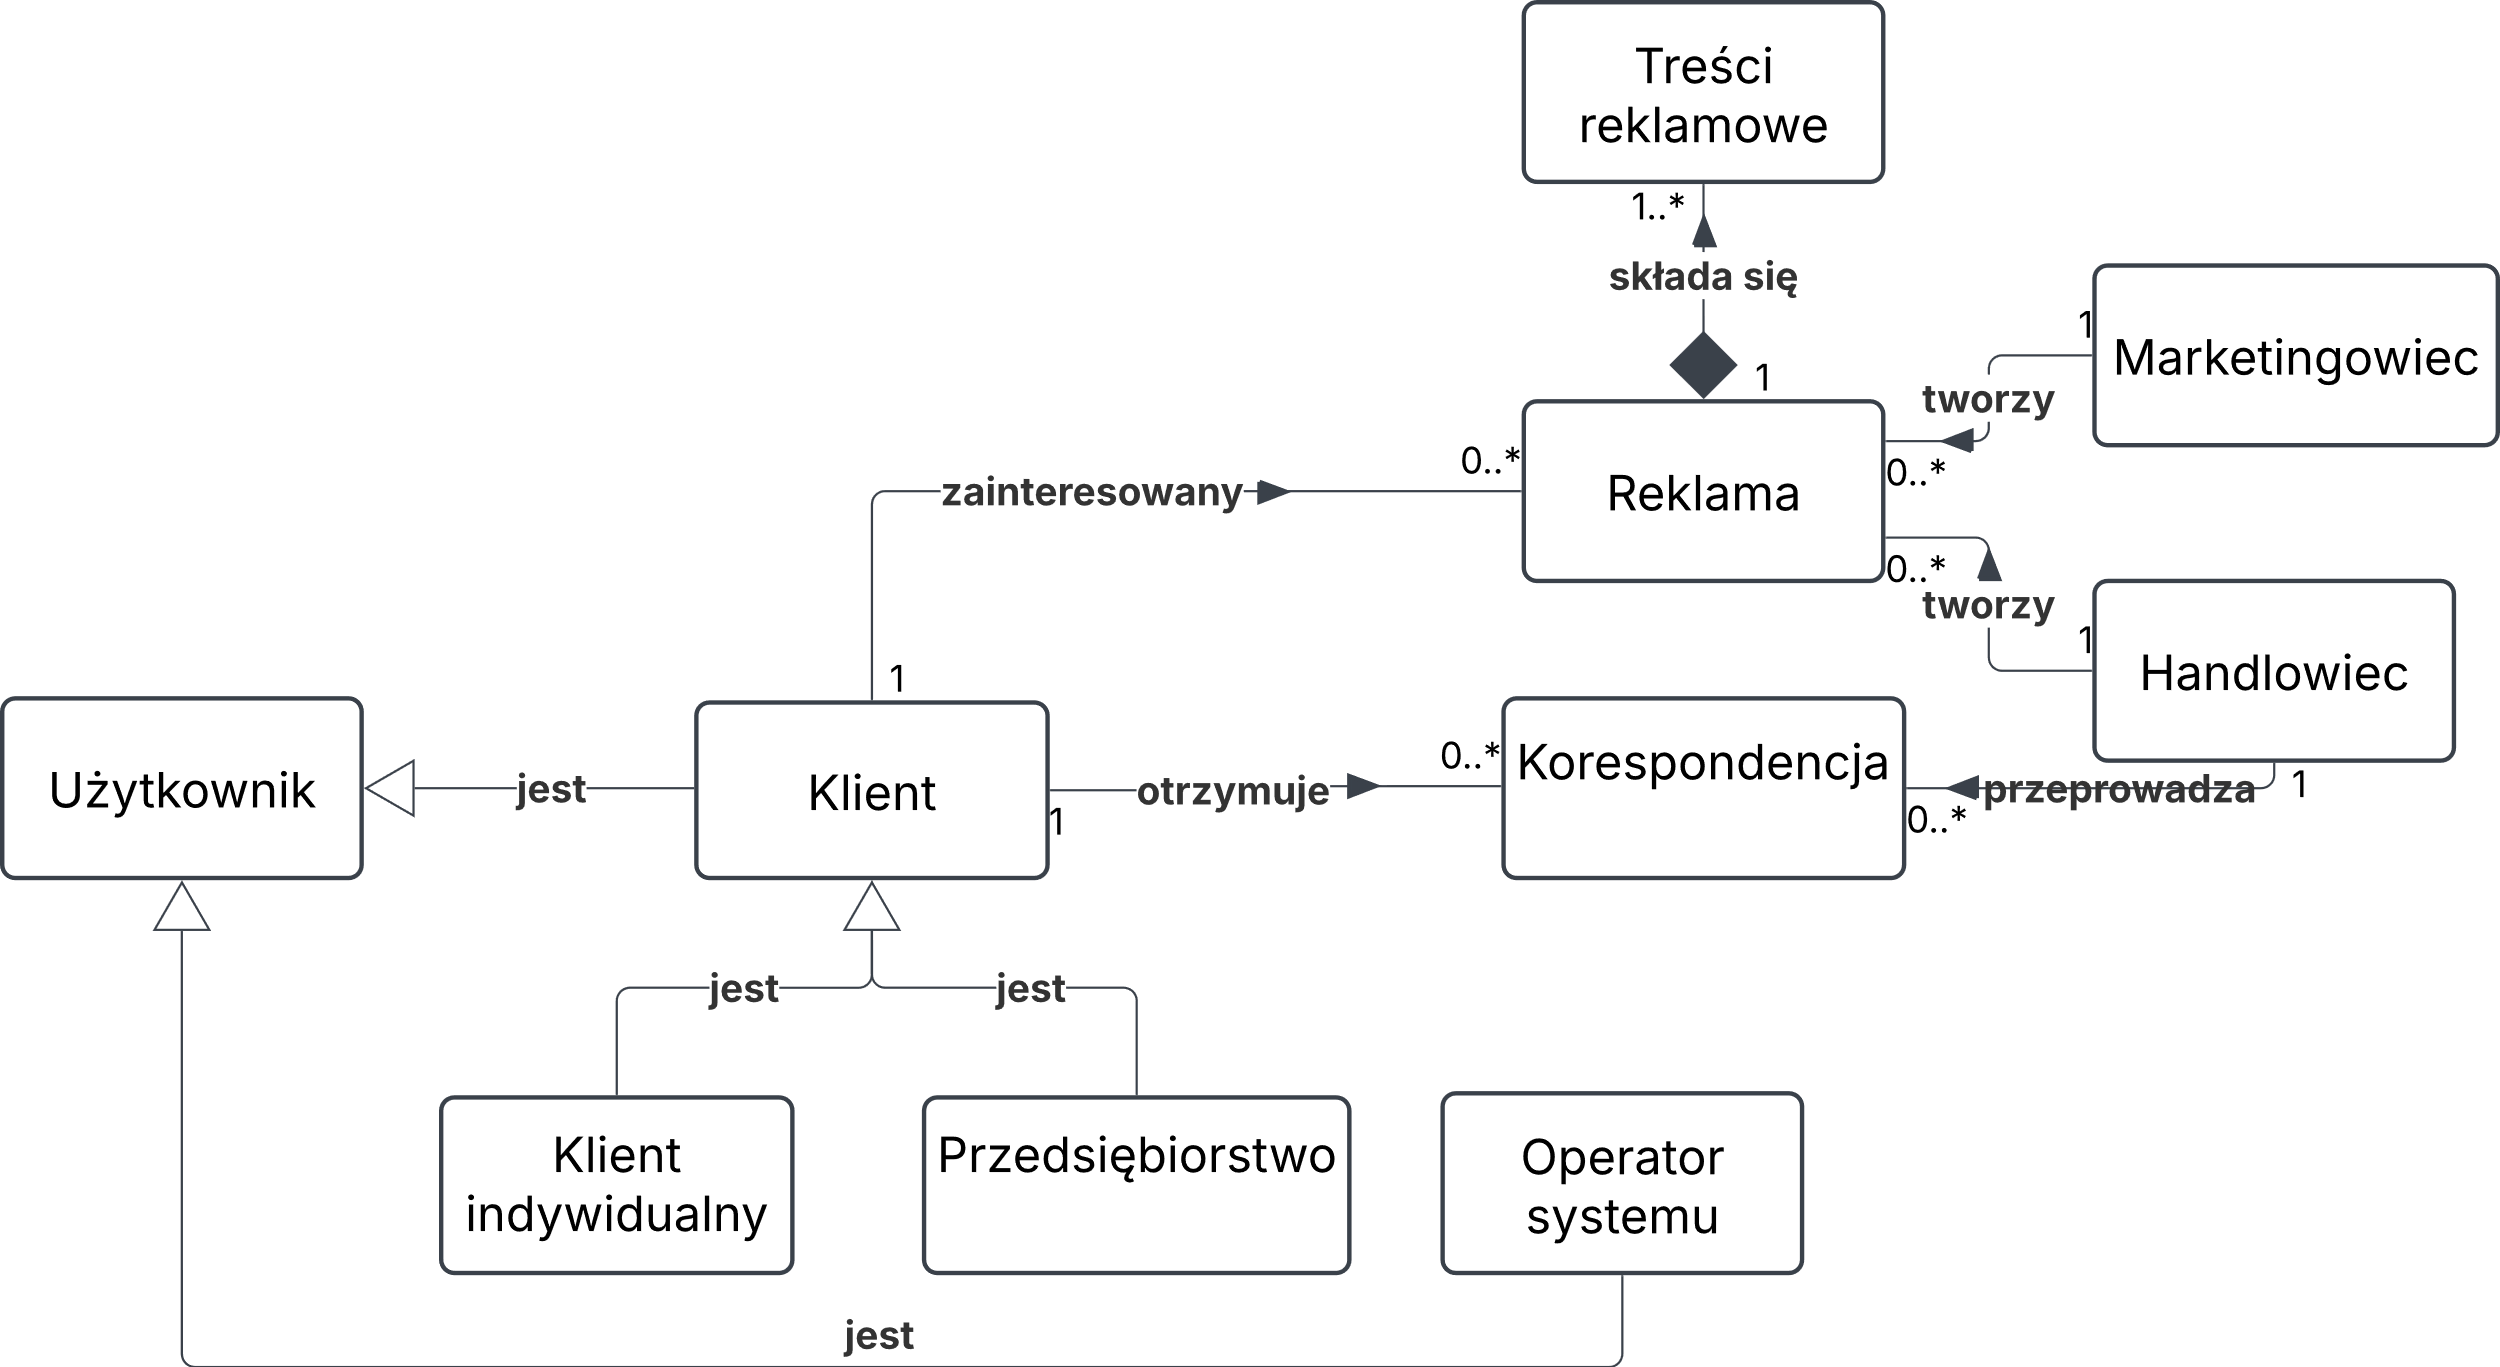 Treści
reklamowe
1..*
składa się
1
Marketingowiec
1
tworzy
0..*
zainteresowany
0..*
Reklama
0..*
tworzy
1
Handlowiec
1
Użytkownik
jest
Klient
1
otrzymuje
0..*
Korespondencja
0..*
przeprowadza
1
jest
jest
Klient
indywidualny
Przedsiębiorstwo
Operator
systemu
jest